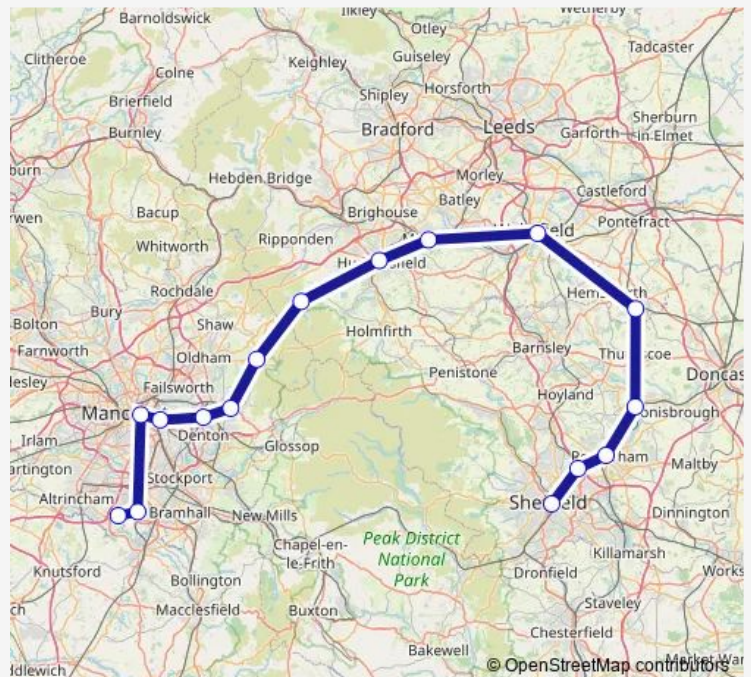 Barnoldswick
Otley
Tadcaster
Clitheroe
Keighley
Guiseley
Colne
Horsforth
Shipley
Brierfield
Sherburn
in Elmet
Bradford
Leeds
Garforth
Burnley
Hebden Bridge
Morley
Castleford
Batley
Bacup
Brighouse
Pontefract
Ripponden
Whitworth
Rochdale
Bury
Shaw
Bolton
Holmfirth
Farnworth
Oldham
Barnsley
Penistone
Failsworth
Hoyland
Denton
Irlam
Glossop
Maltby
Stockport
Altrincham
Bramhall
New Mills
Dinnington
Peak District
National
Park
Chapel-en-
le-Frith
Killamarsh
Knutsford
Dronfield
Bollington
Macclesfield
Buxton
Staveley
Chesterfield
Bakewell
© OpenStreetMap contributors